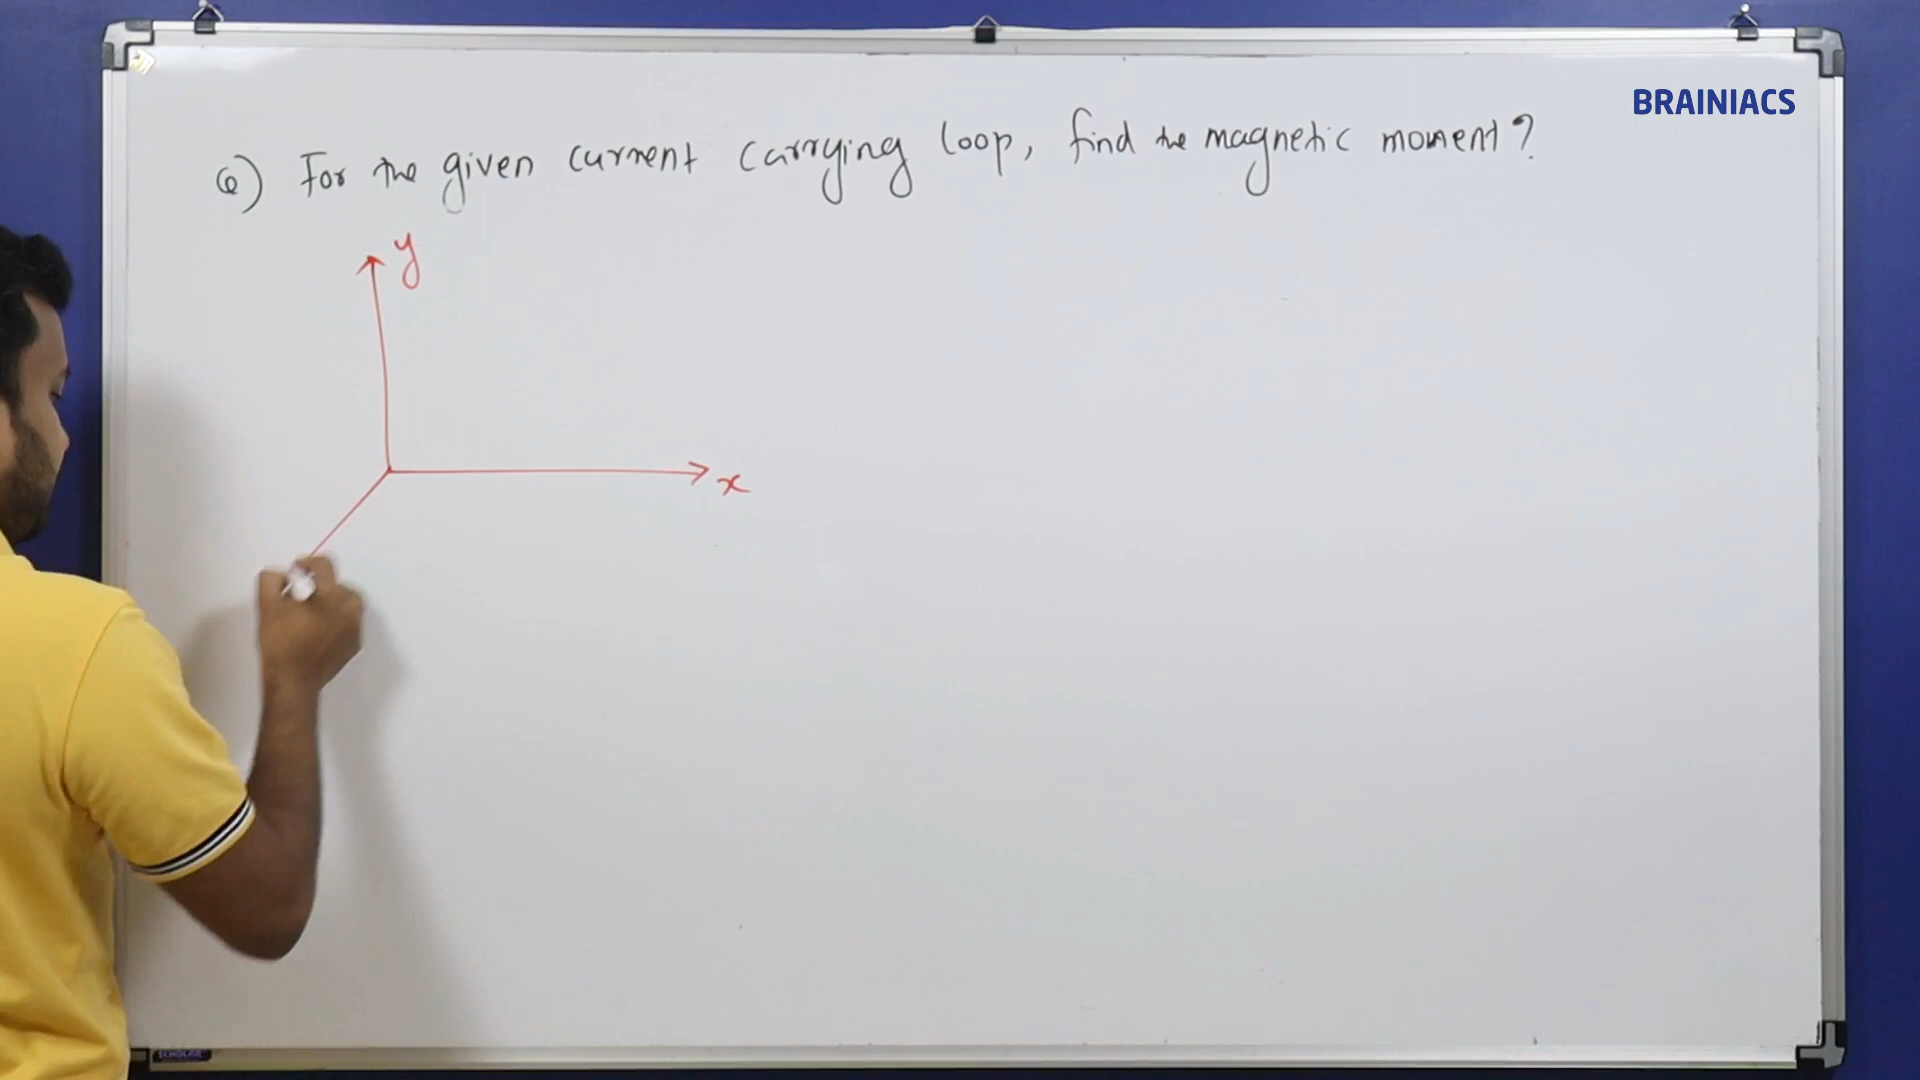 BRAINIACS
Q) For the given current carrying loop, find the magnetic moment?
y
x